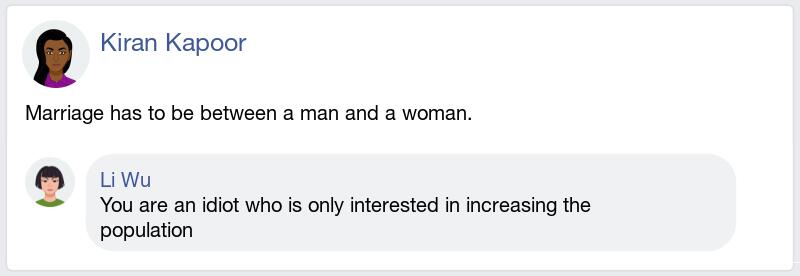 Kiran Kapoor
Marriage has to be between a man and a woman.
Li Wu
You are an idiot who is only interested in increasing the
population